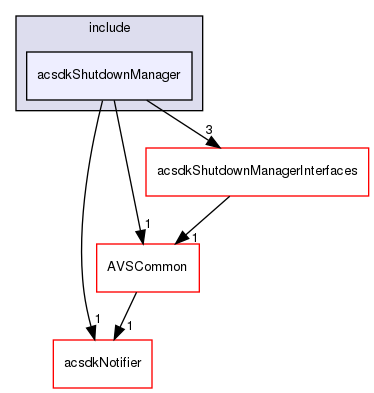 include
acsdkShutdownManager
3
acsdkShutdownManagerInterfaces
1
1
AVSCommon
1
1
acsdkNotifier